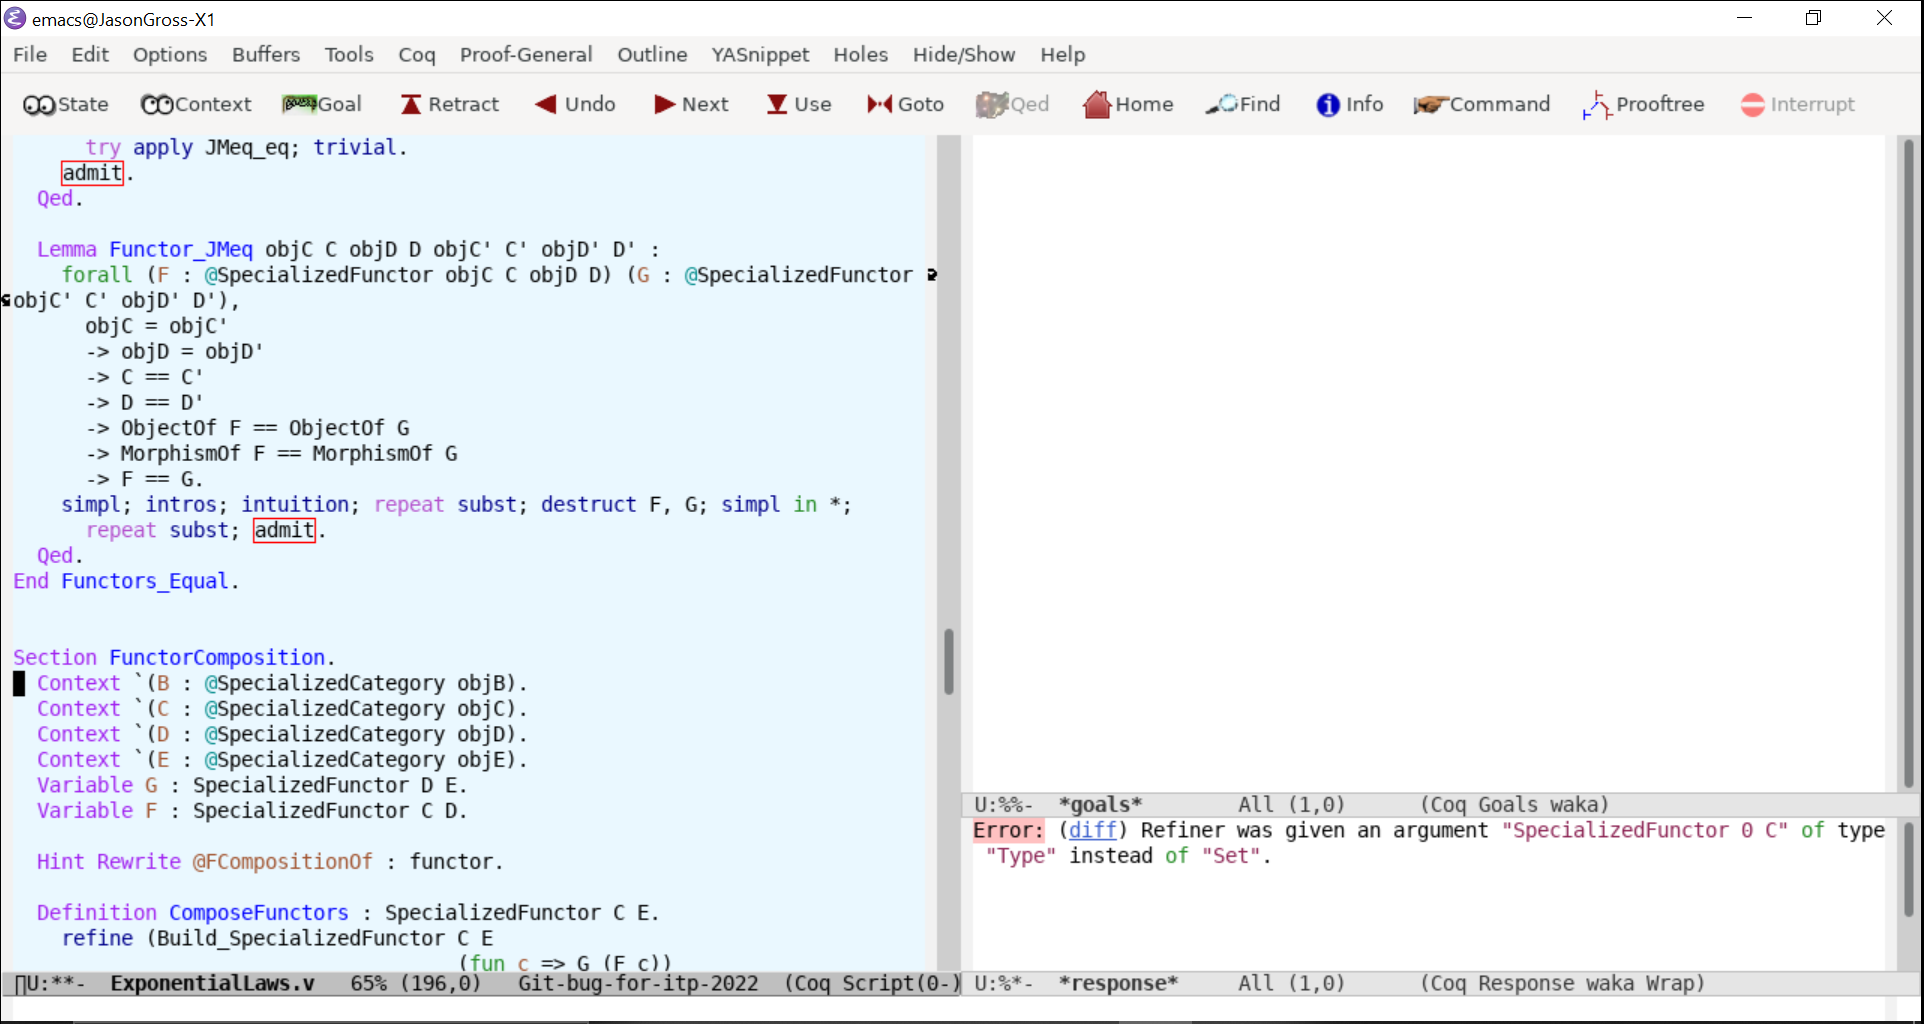 emacs@JasonGross-X1
File Edit Options Buffers Tools Coq Proof-General Outline YASnippet Holes Hide/Show Help
State Context Goal Retract Undo Next Use Goto Qed Home Find Info Command Prooftree Interrupt
try apply JMeq_eq; trivial.
admit.
Qed.
Lemma Functor_JMeq objC C objD D objC' C' objD' D' :
forall (F : @SpecializedFunctor objC C objD D) (G : @SpecializedFunctor
objC' C' objD' D'),
objC = objC'
-> objD = objD'
-> C == C'
-> D == D'
-> ObjectOf F == ObjectOf G
-> MorphismOf F == MorphismOf G
-> F == G.
simpl; intros; intuition; repeat subst; destruct F, G; simpl in *;
repeat subst; admit.
Qed.
End Functors_Equal.
Section FunctorComposition.
Context `(B : @SpecializedCategory objB).
Context `(C : @SpecializedCategory objC).
Context `(D : @SpecializedCategory objD).
Context `(E : @SpecializedCategory objE).
Variable G : SpecializedFunctor D E.
Variable F : SpecializedFunctor C D.
Hint Rewrite @FCompositionOf : functor.
Definition ComposeFunctors : SpecializedFunctor C E.
refine (Build_SpecializedFunctor C E
(fun c => G (F c))
U:**- ExponentialLaws.v 65% (196,0) Git-bug-for-itp-2022 (Coq Script(0-)
U:%%- *goals* All (1,0) (Coq Goals waka)
Error: (diff) Refiner was given an argument "SpecializedFunctor 0 C" of type
"Type" instead of "Set".
U:%*- *response* All (1,0) (Coq Response waka Wrap)